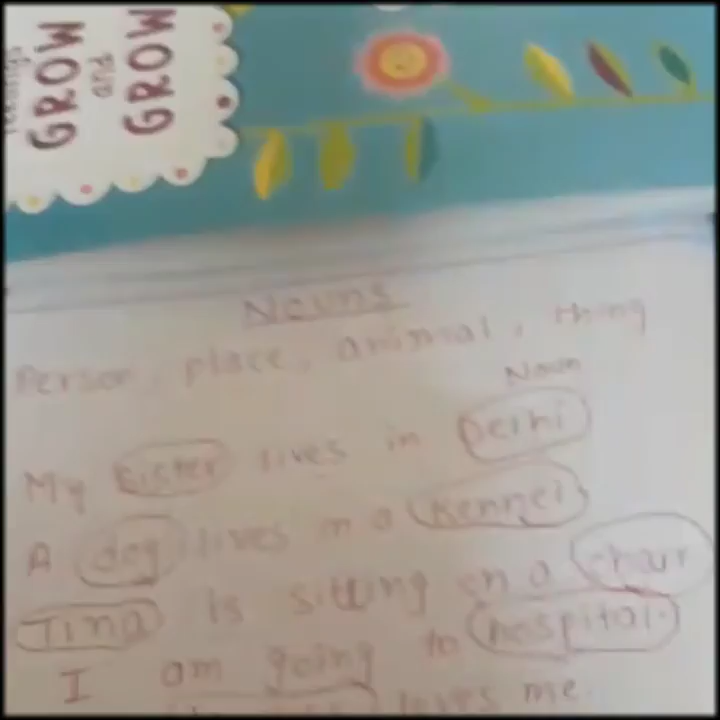 GROW
and
GROW
Nouns
Person, place, animal, thing
Noun
My sister lives in Delhi
A dog lives in a kennel
Tina is sitting on a chair
I am going to hospital.
loves me.